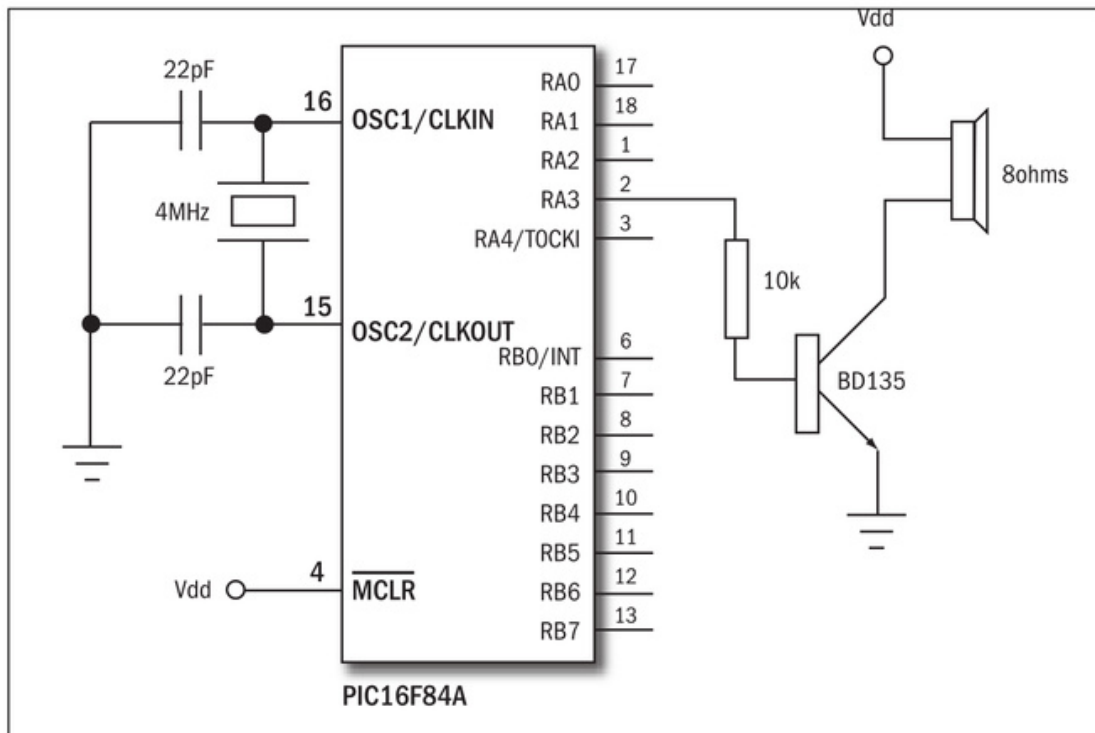 Vdd
22pF
16
OSC1/CLKIN
4MHz
15
OSC2/CLKOUT
22pF
Vdd
4
MCLR
RA0
17
RA1
18
RA2
1
RA3
2
RA4/TOCKI
3
RB0/INT
6
RB1
7
RB2
8
RB3
9
RB4
10
RB5
11
RB6
12
RB7
13
10k
BD135
8ohms
PIC16F84A